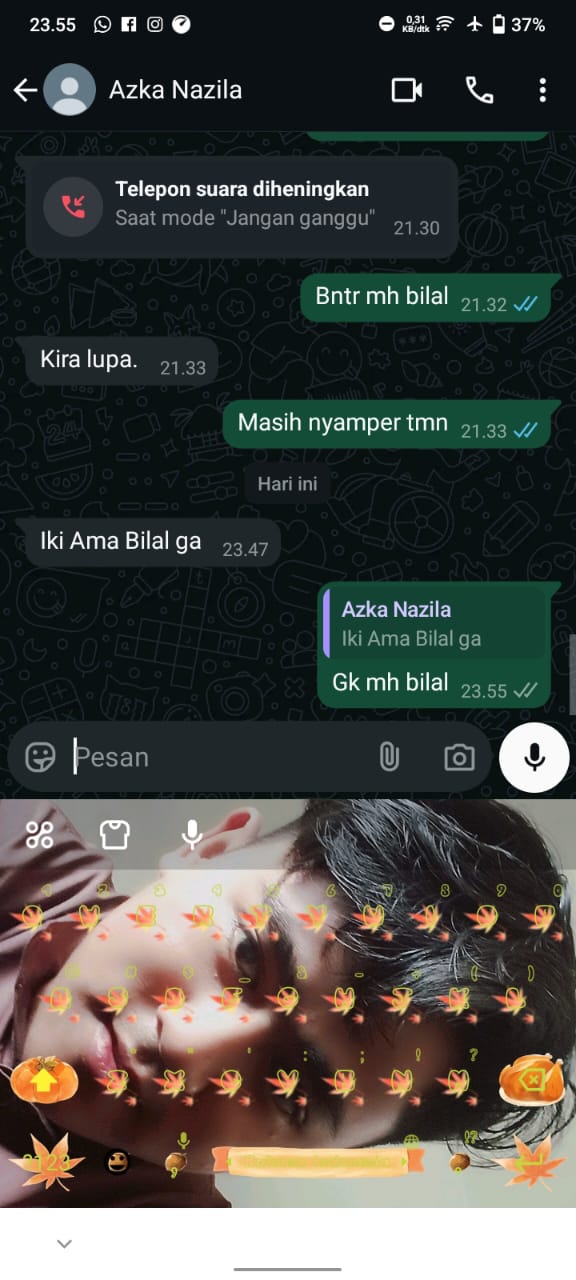 23.55
0,31
KB/dtk
37%
Azka Nazila
Telepon suara diheningkan
Saat mode "Jangan ganggu" 21.30
Bntr mh bilal 21.32
Kira lupa. 21.33
Masih nyamper tmn 21.33
Hari ini
Iki Ama Bilal ga 23.47
Azka Nazila
Iki Ama Bilal ga
Gk mh bilal 23.55
Pesan